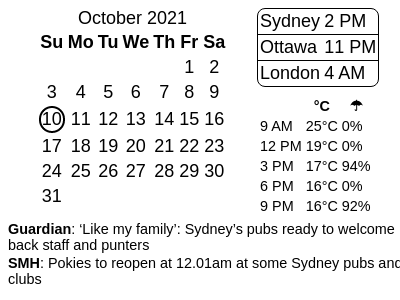 October 2021
Su Mo Tu We Th Fr Sa
1 2
3 4 5 6 7 8 9
10 11 12 13 14 15 16
17 18 19 20 21 22 23
24 25 26 27 28 29 30
31
Sydney 2 PM
Ottawa 11 PM
London 4 AM
°C ☂
9 AM 25°C 0%
12 PM 19°C 0%
3 PM 17°C 94%
6 PM 16°C 0%
9 PM 16°C 92%
Guardian: ‘Like my family’: Sydney’s pubs ready to welcome
back staff and punters
SMH: Pokies to reopen at 12.01am at some Sydney pubs and
clubs